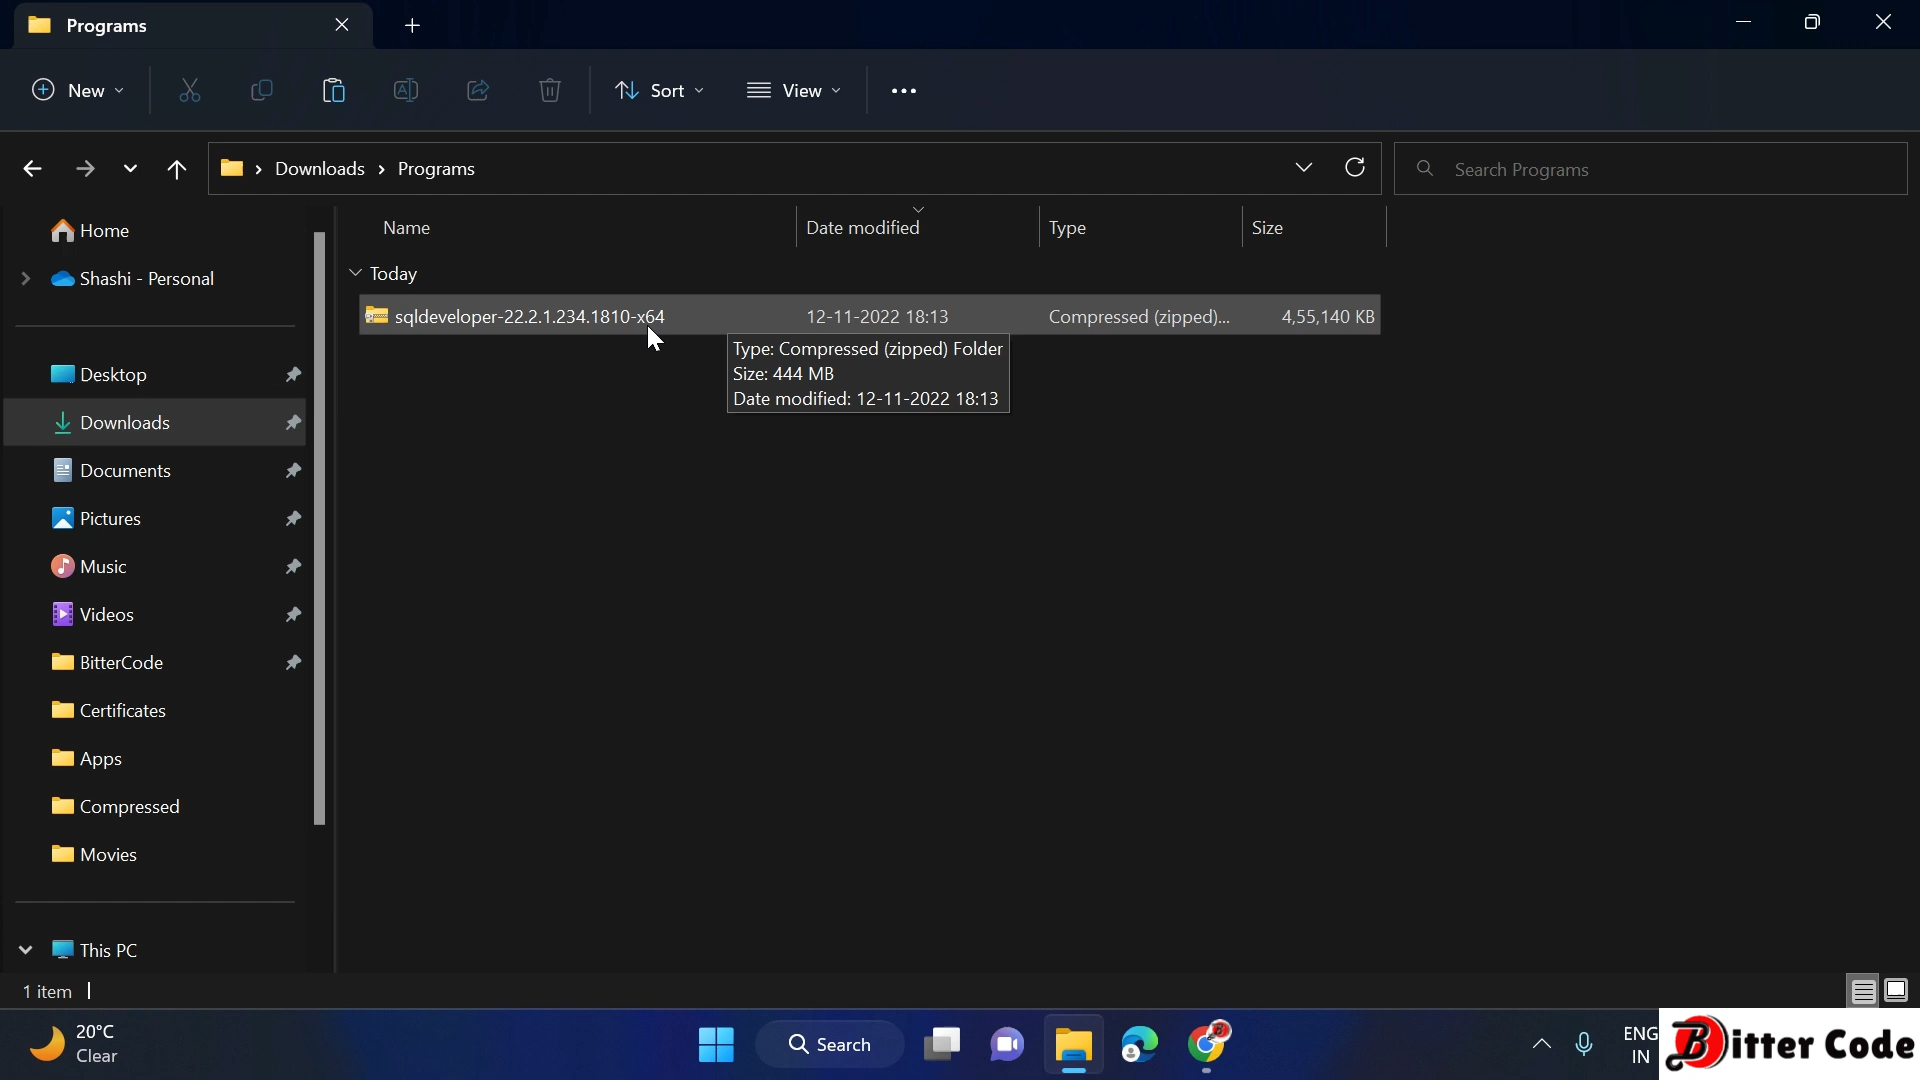 Programs
New
Sort
View
Downloads
Programs
Search Programs
Home
Shashi - Personal
Desktop
Downloads
Documents
Pictures
Music
Videos
BitterCode
Certificates
Apps
Compressed
Movies
This PC
Name
Date modified
Type
Size
Today
sqldeveloper-22.2.1.234.1810-x64
12-11-2022 18:13
Compressed (zipped)...
4,55,140 KB
Type: Compressed (zipped) Folder
Size: 444 MB
Date modified: 12-11-2022 18:13
1 item
20°C
Clear
Search
ENG
IN
Bitter Code